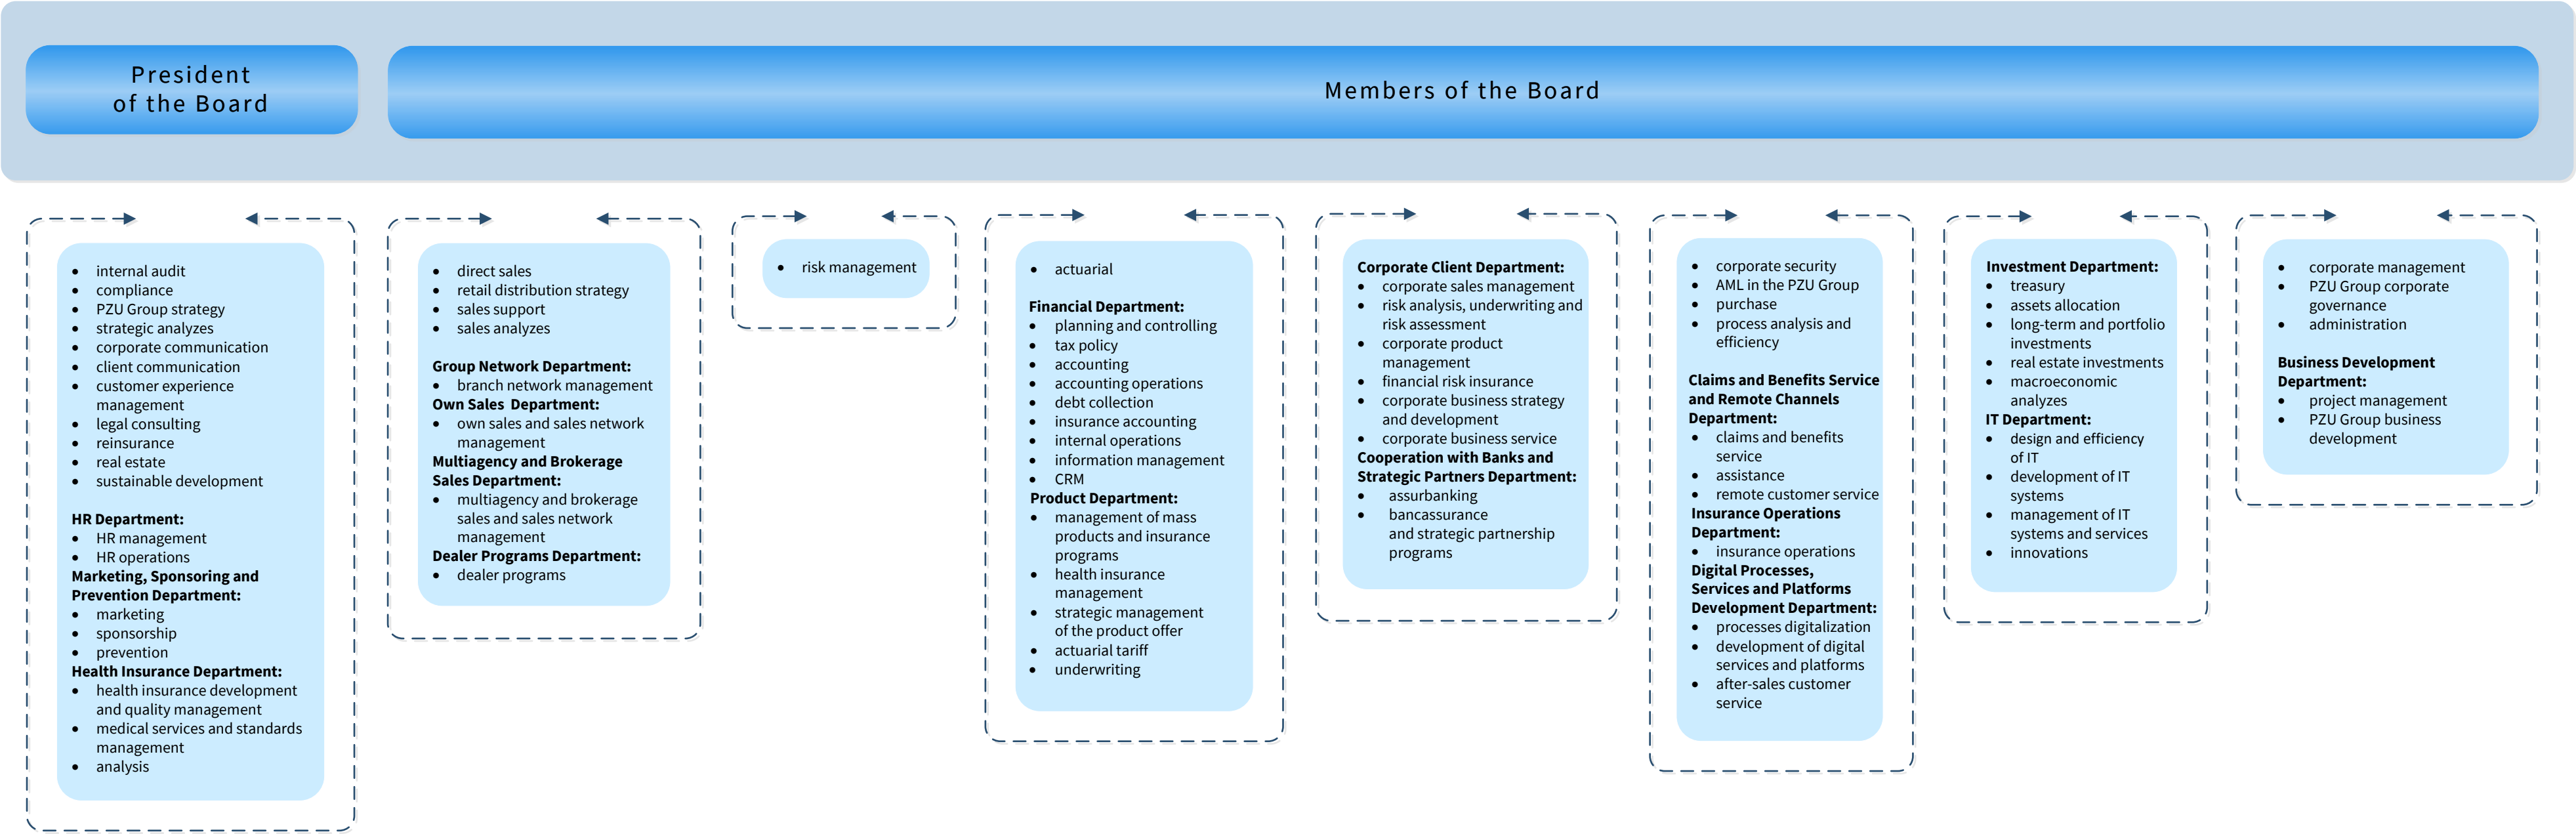 President
of the Board
Members of the Board
• internal audit
• compliance
• PZU Group strategy
• strategic analyzes
• corporate communication
• client communication
• customer experience
management
• legal consulting
• reinsurance
• real estate
• sustainable development
HR Department:
• HR management
• HR operations
Marketing, Sponsoring and
Prevention Department:
• marketing
• sponsorship
• prevention
Health Insurance Department:
• health insurance development
and quality management
• medical services and standards
management
• analysis
• direct sales
• retail distribution strategy
• sales support
• sales analyzes
Group Network Department:
• branch network management
Own Sales Department:
• own sales and sales network
management
Multiagency and Brokerage
Sales Department:
• multiagency and brokerage
sales and sales network
management
Dealer Programs Department:
• dealer programs
• risk management
• actuarial
Financial Department:
• planning and controlling
• tax policy
• accounting
• accounting operations
• debt collection
• insurance accounting
• internal operations
• information management
• CRM
Product Department:
• management of mass
products and insurance
programs
• health insurance
management
• strategic management
of the product offer
• actuarial tariff
• underwriting
Corporate Client Department:
• corporate sales management
• risk analysis, underwriting and
risk assessment
• corporate product
management
• financial risk insurance
• corporate business strategy
and development
• corporate business service
Cooperation with Banks and
Strategic Partners Department:
• assurbanking
• bancassurance
and strategic partnership
programs
• corporate security
• AML in the PZU Group
• purchase
• process analysis and
efficiency
Claims and Benefits Service
and Remote Channels
Department:
• claims and benefits
service
• assistance
• remote customer service
Insurance Operations
Department:
• insurance operations
Digital Processes,
Services and Platforms
Development Department:
• processes digitalization
• development of digital
services and platforms
• after-sales customer
service
Investment Department:
• treasury
• assets allocation
• long-term and portfolio
investments
• real estate investments
• macroeconomic
analyzes
IT Department:
• design and efficiency
of IT
• development of IT
systems
• management of IT
systems and services
• innovations
• corporate management
• PZU Group corporate
governance
• administration
Business Development
Department:
• project management
• PZU Group business
development